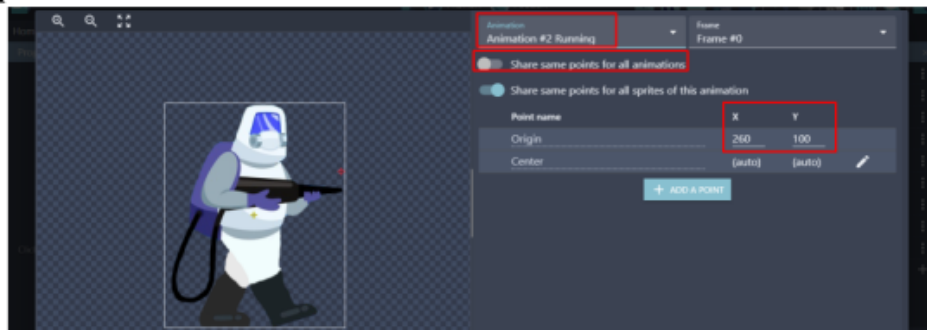 Animation
Animation #2 Running
Frame
Frame #0
Share same points for all animations
Share same points for all sprites of this animation
Point name X Y
Origin 260 100
Center (auto) (auto)
+ ADD A POINT